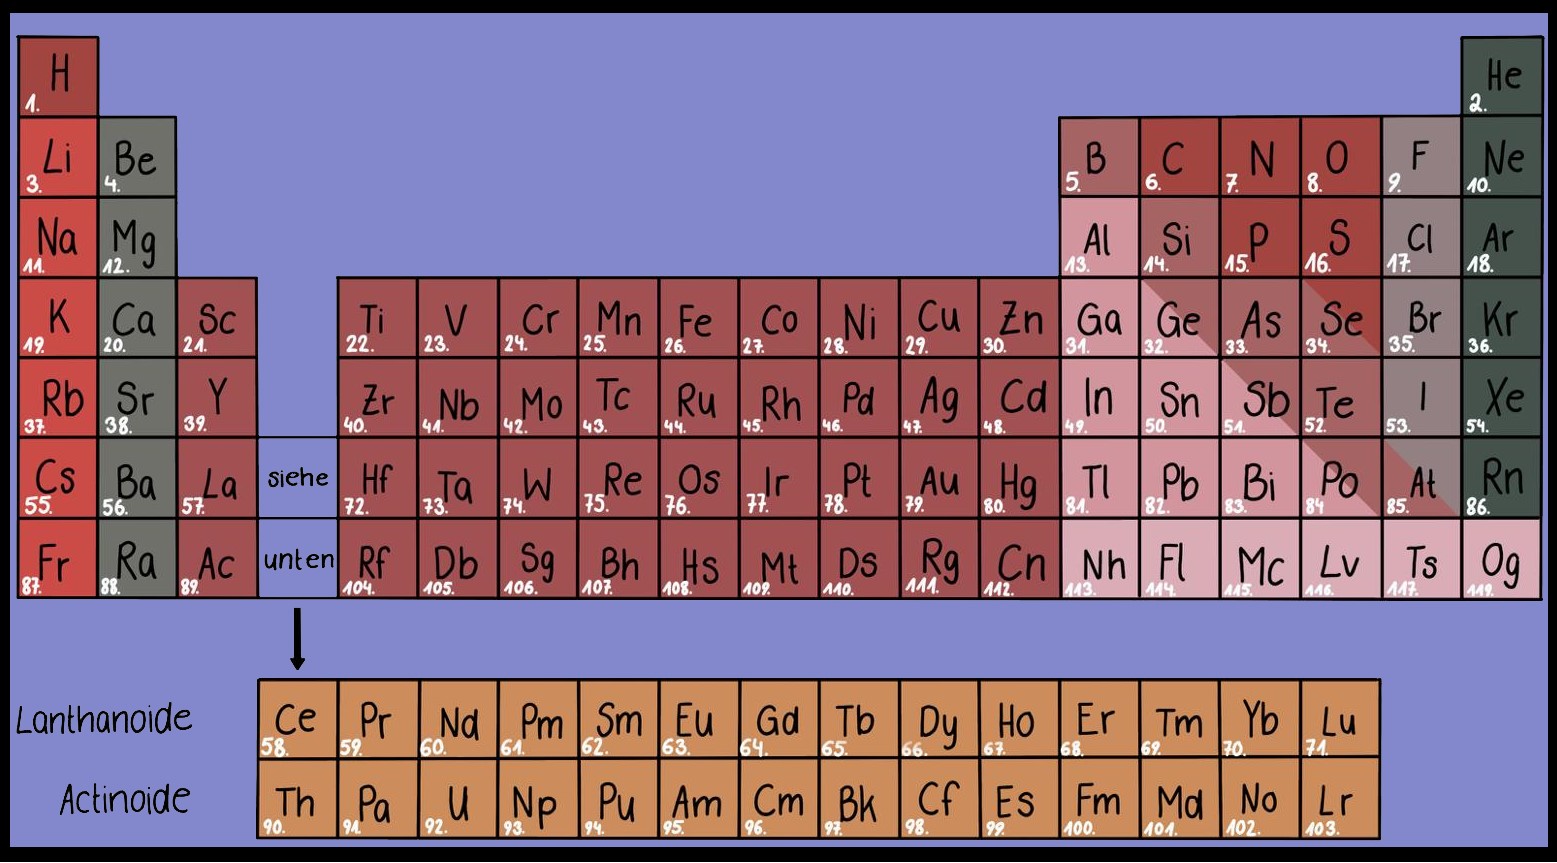 H He
1. 2.
Li Be B C N O F Ne
3. 4. 5. 6. 7. 8. 9. 10.
Na Mg Al Si P S Cl Ar
11. 12. 13. 14. 15. 16. 17. 18.
K Ca Sc Ti V Cr Mn Fe Co Ni Cu Zn Ga Ge As Se Br Kr
19. 20. 21. 22. 23. 24. 25. 26. 27. 28. 29. 30. 31. 32. 33. 34. 35. 36.
Rb Sr Y Zr Nb Mo Tc Ru Rh Pd Ag Cd In Sn Sb Te I Xe
37. 38. 39. 40. 41. 42. 43. 44. 45. 46. 47. 48. 49. 50. 51. 52. 53. 54.
Cs Ba La siehe Hf Ta W Re Os Ir Pt Au Hg Tl Pb Bi Po At Rn
55. 56. 57. 72. 73. 74. 75. 76. 77. 78. 79. 80. 81. 82. 83. 84 85. 86.
Fr Ra Ac unten Rf Db Sg Bh Hs Mt Ds Rg Cn Nh Fl Mc Lv Ts Og
87. 88. 89. 104. 105. 106. 107. 108. 109. 110. 111. 112. 113. 114. 115. 116. 117. 119.
Lanthanoide Ce Pr Nd Pm Sm Eu Gd Tb Dy Ho Er Tm Yb Lu
58. 59. 60. 61. 62. 63. 64. 65. 66. 67. 68. 69. 70. 71.
Actinoide Th Pa U Np Pu Am Cm Bk Cf Es Fm Md No Lr
90. 91. 92. 93. 94. 95. 96. 97. 98. 99. 100. 101. 102. 103.